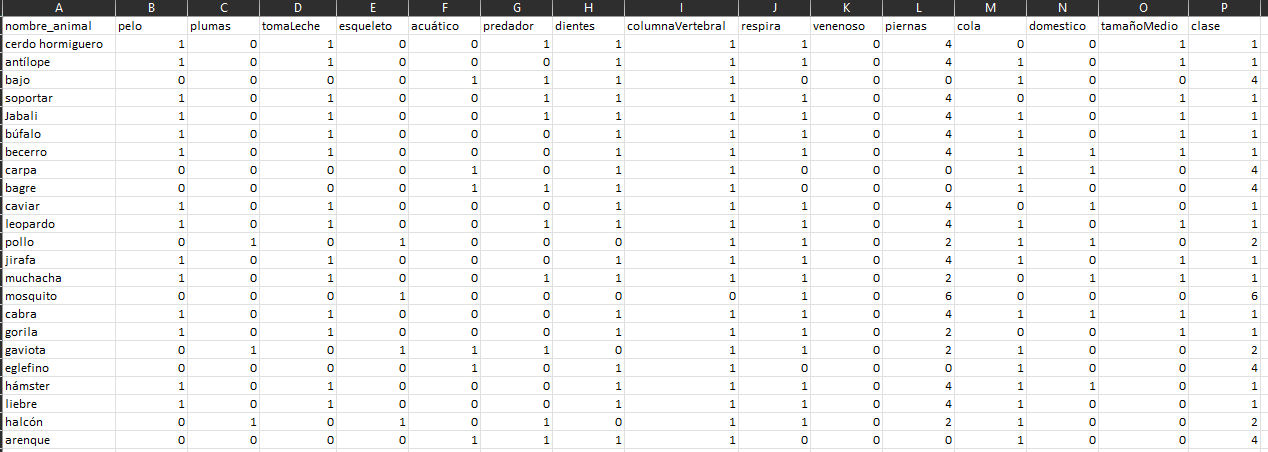 A B C D E F G H I J K L M N O P
nombre_animal pelo plumas tomaLeche esqueleto acuático predador dientes columnaVertebral respira venenoso piernas cola domestico tamañoMedio clase
cerdo hormiguero 1 0 1 0 0 1 1 1 1 0 4 0 0 1 1
antílope 1 0 1 0 0 0 1 1 1 0 4 1 0 1 1
bajo 0 0 0 0 1 1 1 1 0 0 0 1 0 0 4
soportar 1 0 1 0 0 1 1 1 1 0 4 0 0 1 1
Jabali 1 0 1 0 0 1 1 1 1 0 4 1 0 1 1
búfalo 1 0 1 0 0 0 1 1 1 0 4 1 0 1 1
becerro 1 0 1 0 0 0 1 1 1 0 4 1 1 1 1
carpa 0 0 0 0 1 0 1 1 0 0 0 1 1 0 4
bagre 0 0 0 0 1 1 1 1 0 0 0 1 0 0 4
caviar 1 0 1 0 0 0 1 1 1 0 4 0 1 0 1
leopardo 1 0 1 0 0 1 1 1 1 0 4 1 0 1 1
pollo 0 1 0 1 0 0 0 1 1 0 2 1 1 0 2
jirafa 1 0 1 0 0 0 1 1 1 0 4 1 0 1 1
muchacha 1 0 1 0 0 1 1 1 1 0 2 0 1 1 1
mosquito 0 0 0 1 0 0 0 0 1 0 6 0 0 0 6
cabra 1 0 1 0 0 0 1 1 1 0 4 1 1 1 1
gorila 1 0 1 0 0 0 1 1 1 0 2 0 0 1 1
gaviota 0 1 0 1 1 1 0 1 1 0 2 1 0 0 2
eglefino 0 0 0 0 1 0 1 1 0 0 0 1 0 0 4
hámster 1 0 1 0 0 0 1 1 1 0 4 1 1 0 1
liebre 1 0 1 0 0 0 1 1 1 0 4 1 0 0 1
halcón 0 1 0 1 0 1 0 1 1 0 2 1 0 0 2
arenque 0 0 0 0 1 1 1 1 0 0 0 1 0 0 4